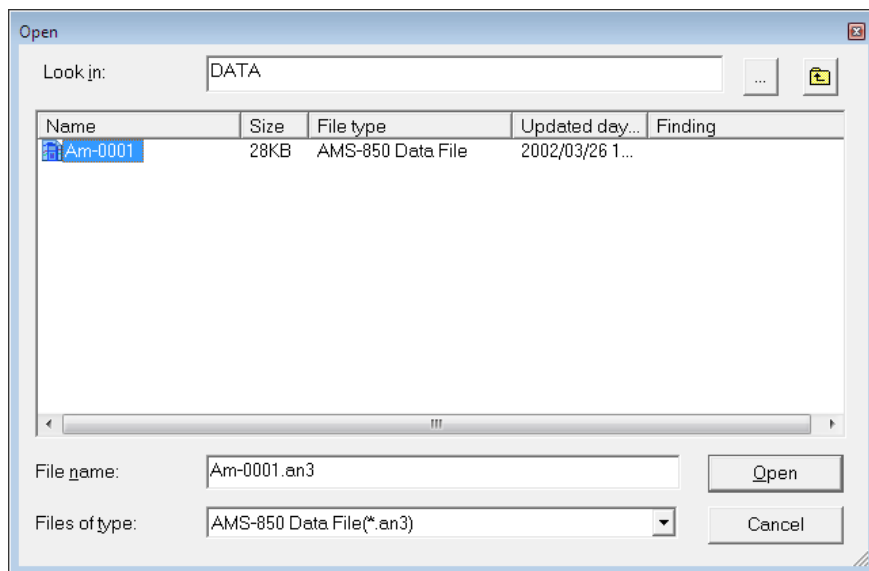 Open
Look in: DATA ...
Name Size File type Updated day... Finding
Am-0001 28KB AMS-850 Data File 2002/03/26 1...
File name: Am-0001.an3 Open
Files of type: AMS-850 Data File(*.an3) Cancel